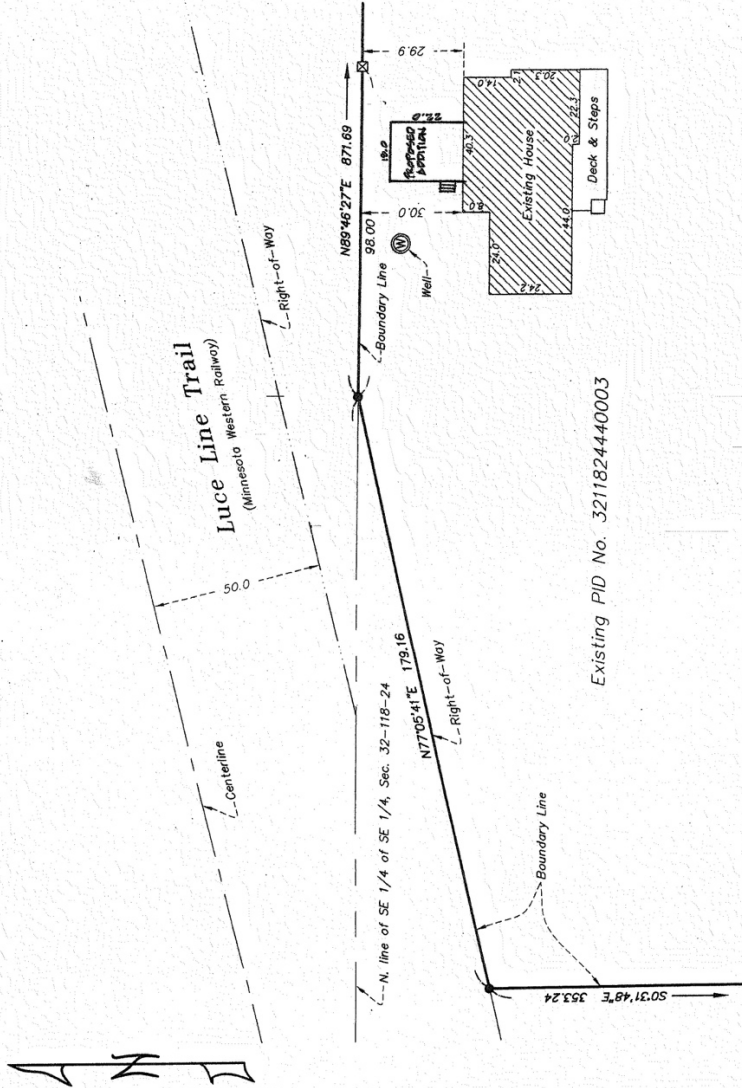 N
Centerline
50.0
Luce Line Trail
(Minnesota Western Railway)
Right-of-Way
N. line of SE 1/4 of SE 1/4, Sec. 32-118-24
N89°46'27"E 871.69
98.00
Boundary Line
N77°05'41"E 179.16
Right-of-Way
Boundary Line
S0°31'48"E 353.24
29.9
30.0
W
Well
18.0
22.0
PROPOSED
ADDITION
40.3
14.0
2.1
20.3
22.3
8.0
24.0
24.2
44.0
Existing House
Deck & Steps
Existing PID No. 3211824440003